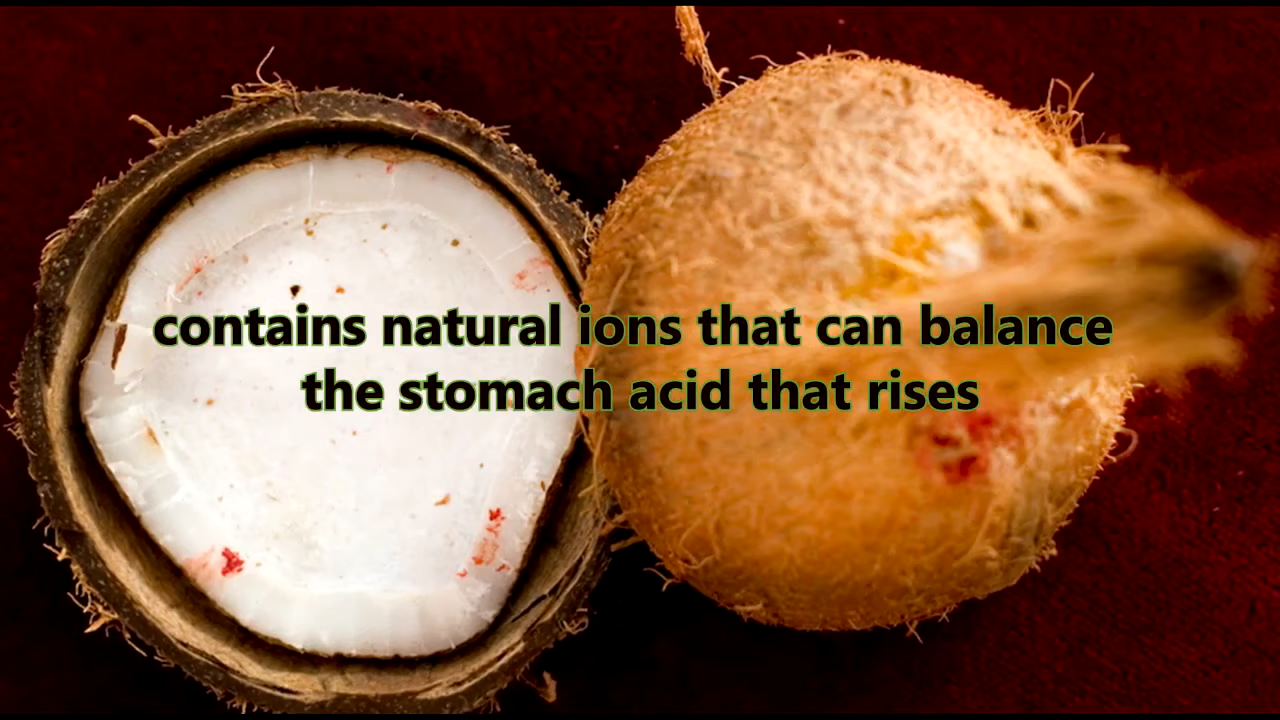 contains natural ions that can balance
the stomach acid that rises